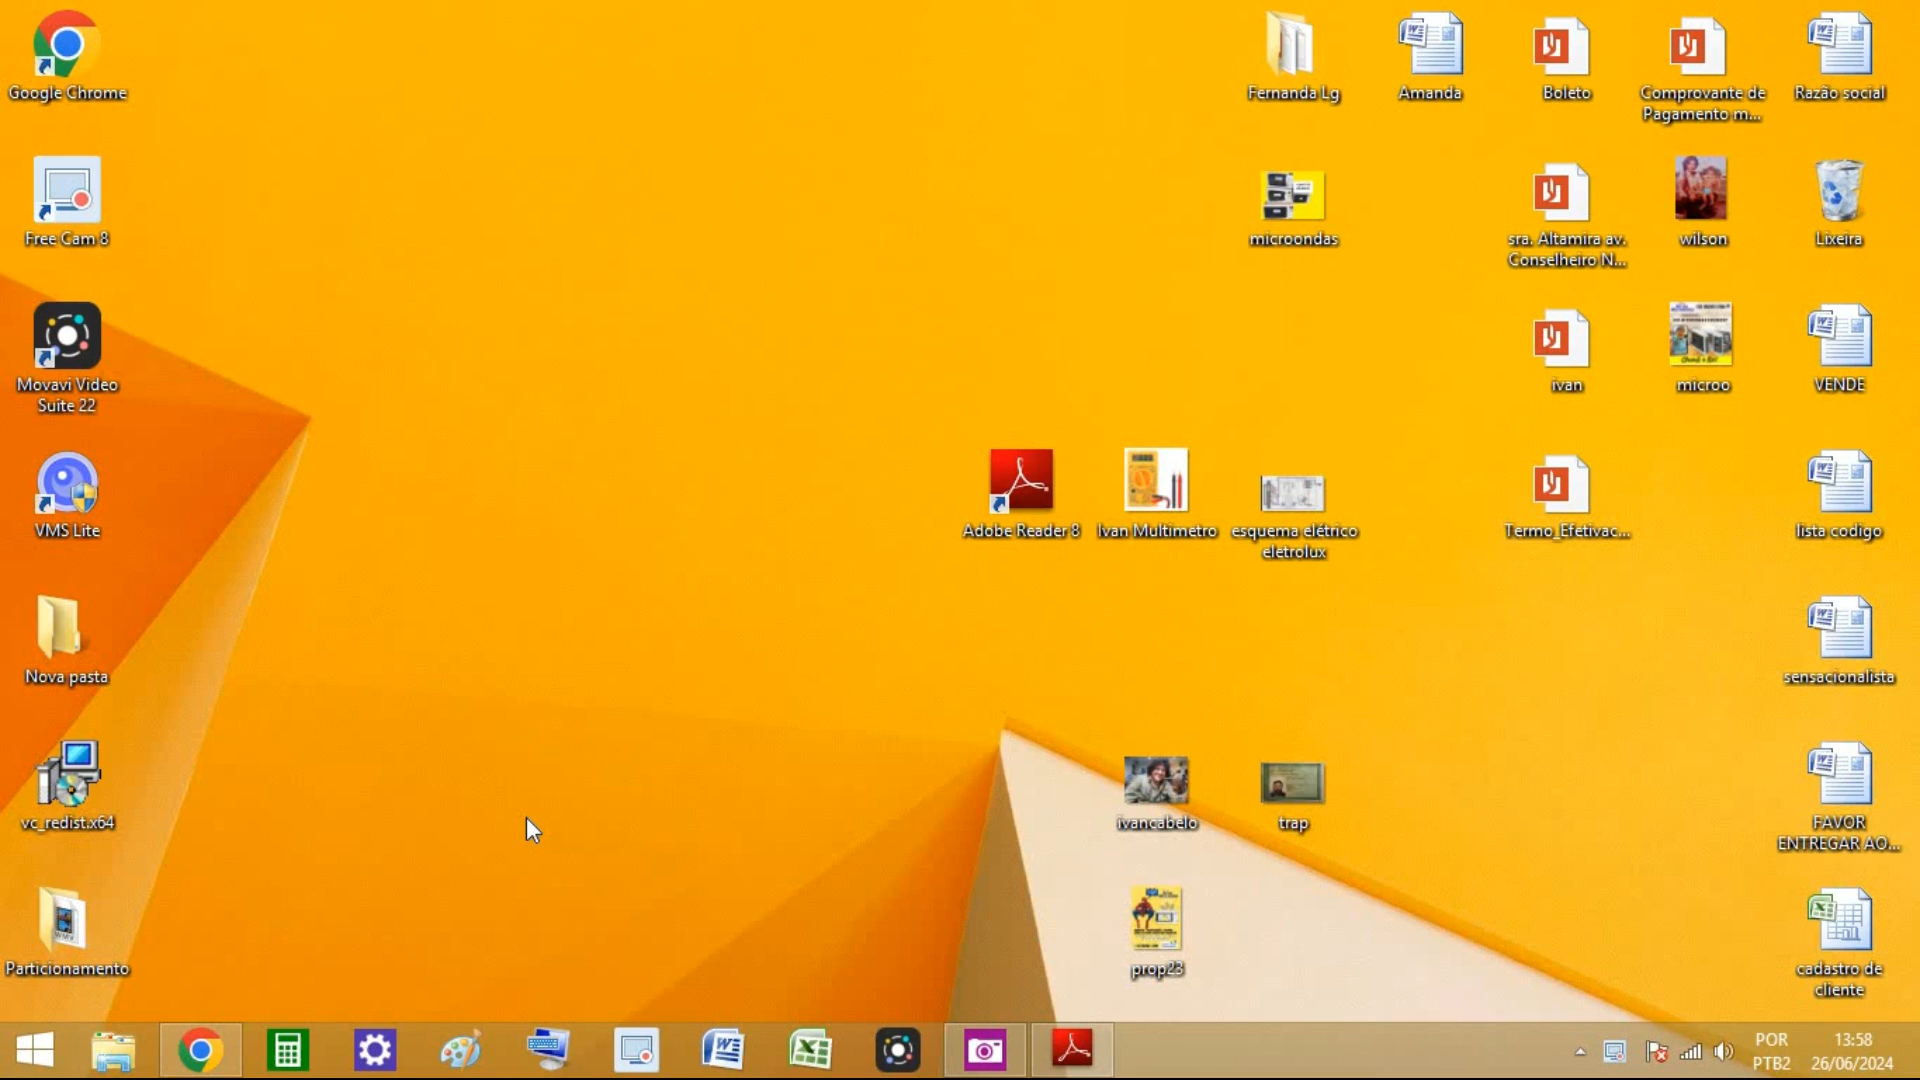 Google Chrome
Fernanda Lg
Amanda
Boleto
Comprovante de
Pagamento m...
Razão social
Free Cam 8
microondas
sra. Altamira av.
Conselheiro N...
wilson
Lixeira
Movavi Video
Suite 22
ivan
microo
VENDE
VMS Lite
Adobe Reader 8
Ivan Multimetro
esquema elétrico
eletrolux
Termo_Efetivac...
lista codigo
Nova pasta
sensacionalista
vc_redist.x64
ivancabelo
trap
FAVOR
ENTREGAR AO...
Particionamento
prop23
cadastro de
cliente
POR
PTB2
13:58
26/06/2024